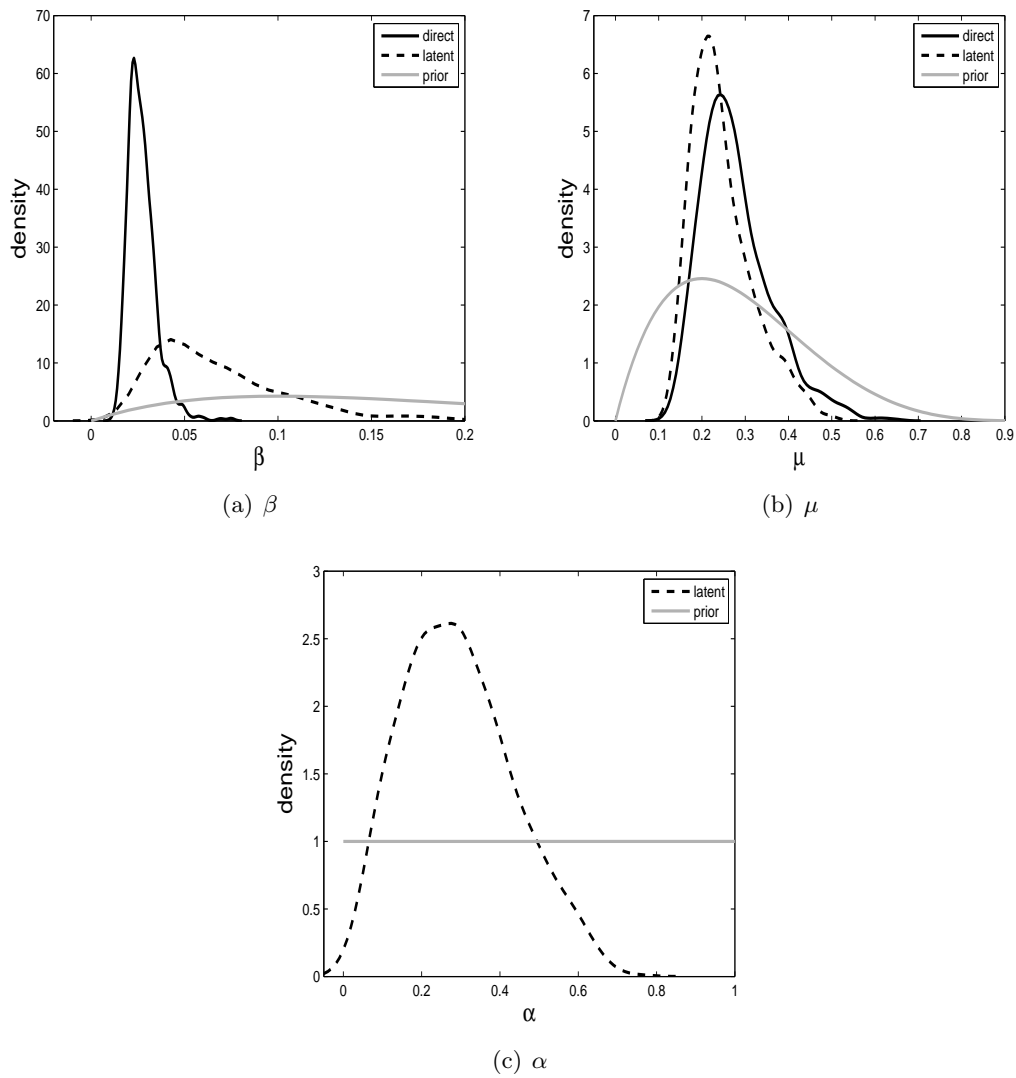 70
60
50
40
30
20
10
0
density
0 0.05 0.1 0.15 0.2
β
direct
latent
prior
(a) β
7
6
5
4
3
2
1
0
density
0 0.1 0.2 0.3 0.4 0.5 0.6 0.7 0.8 0.9
μ
direct
latent
prior
(b) μ
3
2.5
2
1.5
1
0.5
0
density
0 0.2 0.4 0.6 0.8 1
α
latent
prior
(c) α